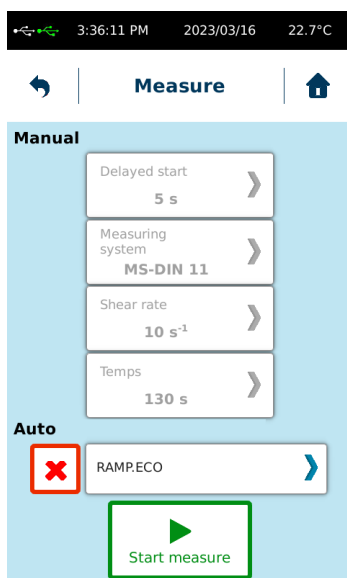 3:36:11 PM 2023/03/16 22.7°C
Measure
Manual
Delayed start
5 s
Measuring
system
MS-DIN 11
Shear rate
10 s⁻¹
Temps
130 s
Auto
RAMP.ECO
Start measure